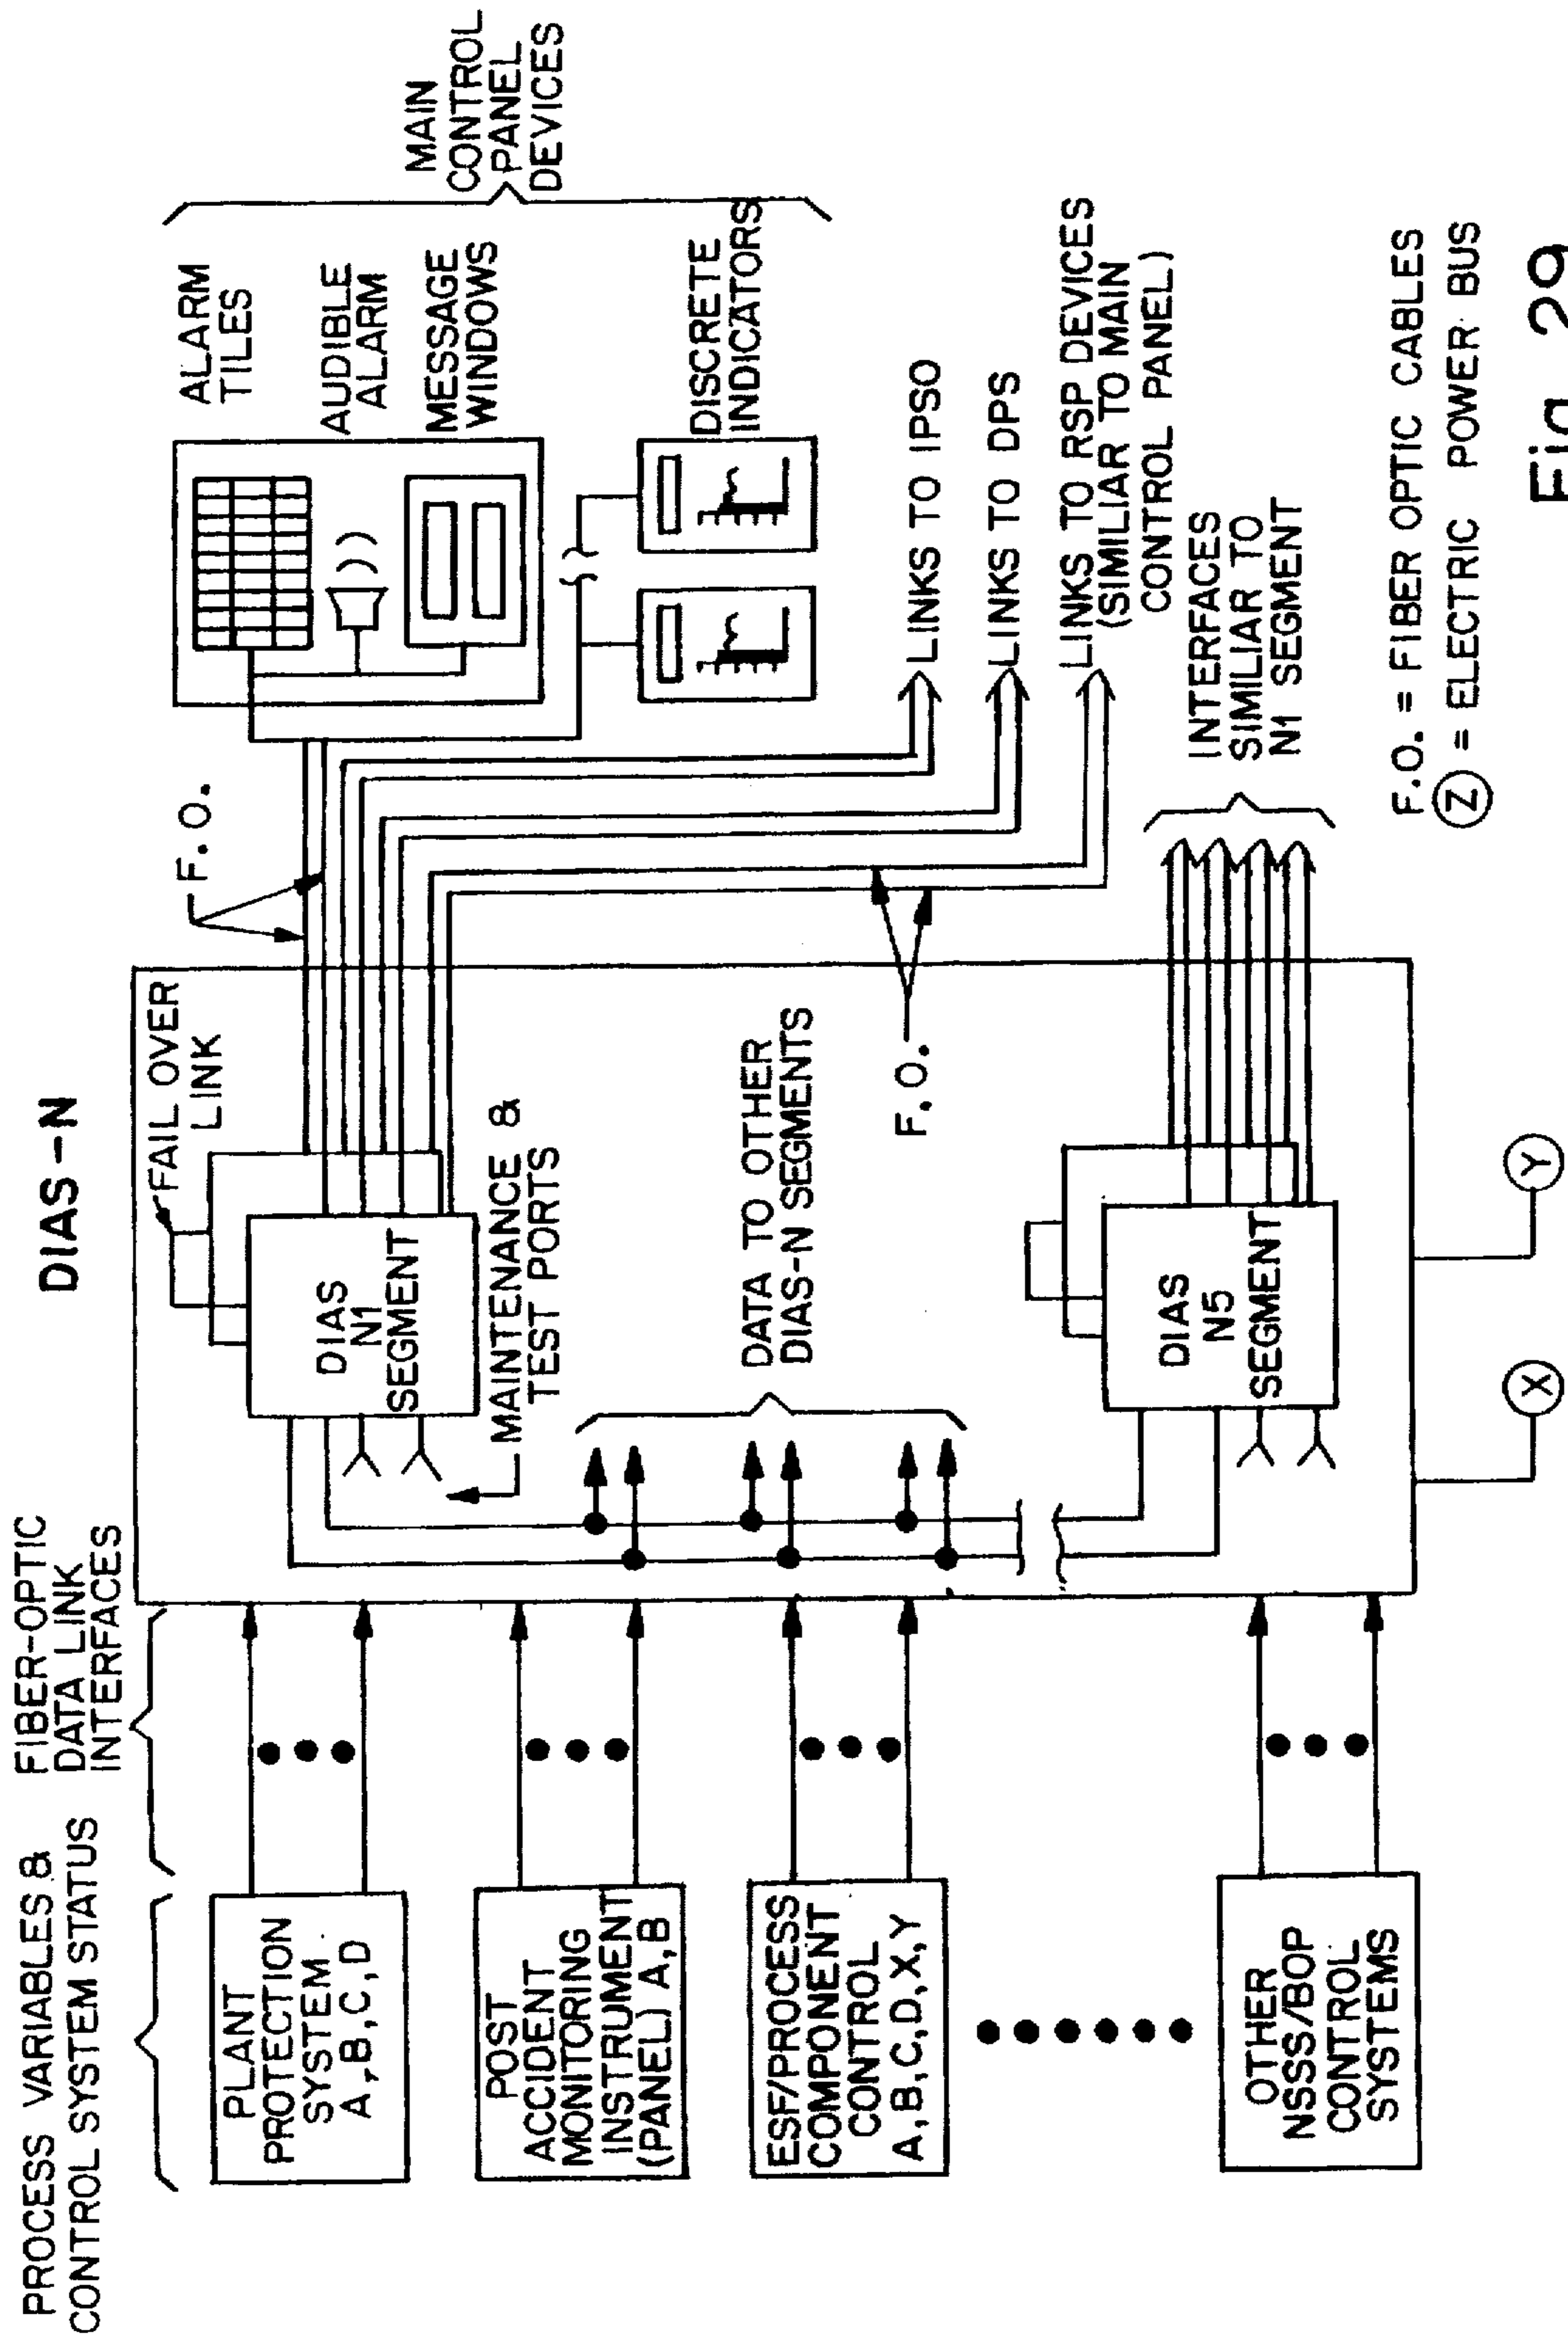 DIAS-N
PROCESS VARIABLES &
CONTROL SYSTEM STATUS
FIBER-OPTIC
DATA LINK
INTERFACES
PLANT
PROTECTION
SYSTEM
A,B,C,D
POST
ACCIDENT
MONITORING
INSTRUMENT
(PANEL) A,B
ESF/PROCESS
COMPONENT
CONTROL
A,B,C,D,X,Y
OTHER
NSSS/BOP
CONTROL
SYSTEMS
FAIL OVER
LINK
DIAS
N1
SEGMENT
MAINTENANCE &
TEST PORTS
DATA TO OTHER
DIAS-N SEGMENTS
DIAS
N5
SEGMENT
X
Y
F.O.
F.O.
ALARM
TILES
AUDIBLE
ALARM
MESSAGE
WINDOWS
DISCRETE
INDICATORS
MAIN
CONTROL
PANEL
DEVICES
LINKS TO IPSO
LINKS TO DPS
LINKS TO RSP DEVICES
(SIMILIAR TO MAIN
CONTROL PANEL)
INTERFACES
SIMILIAR TO
N1 SEGMENT
F.O. = FIBER OPTIC CABLES
Z = ELECTRIC POWER BUS
Fig. 29